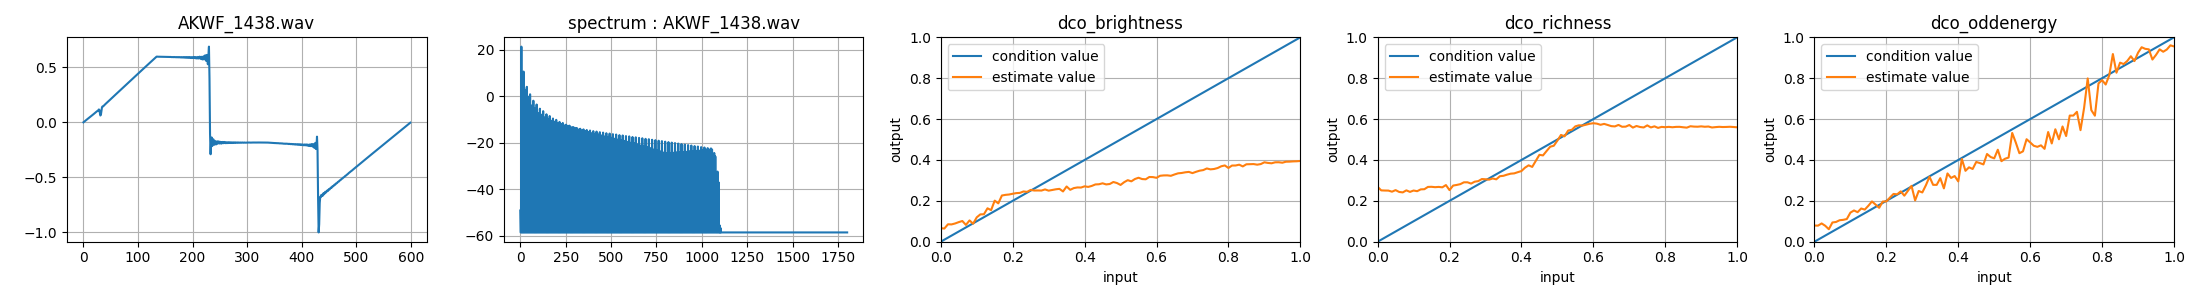 AKWF_1438.wav
0.5
0.0
−0.5
−1.0
0 100 200 300 400 500 600
spectrum : AKWF_1438.wav
20
0
−20
−40
−60
0 250 500 750 1000 1250 1500 1750
dco_brightness
condition value
estimate value
output
1.0
0.8
0.6
0.4
0.2
0.0
0.0 0.2 0.4 0.6 0.8 1.0
input
dco_richness
condition value
estimate value
output
1.0
0.8
0.6
0.4
0.2
0.0
0.0 0.2 0.4 0.6 0.8 1.0
input
dco_oddenergy
condition value
estimate value
output
1.0
0.8
0.6
0.4
0.2
0.0
0.0 0.2 0.4 0.6 0.8 1.0
input